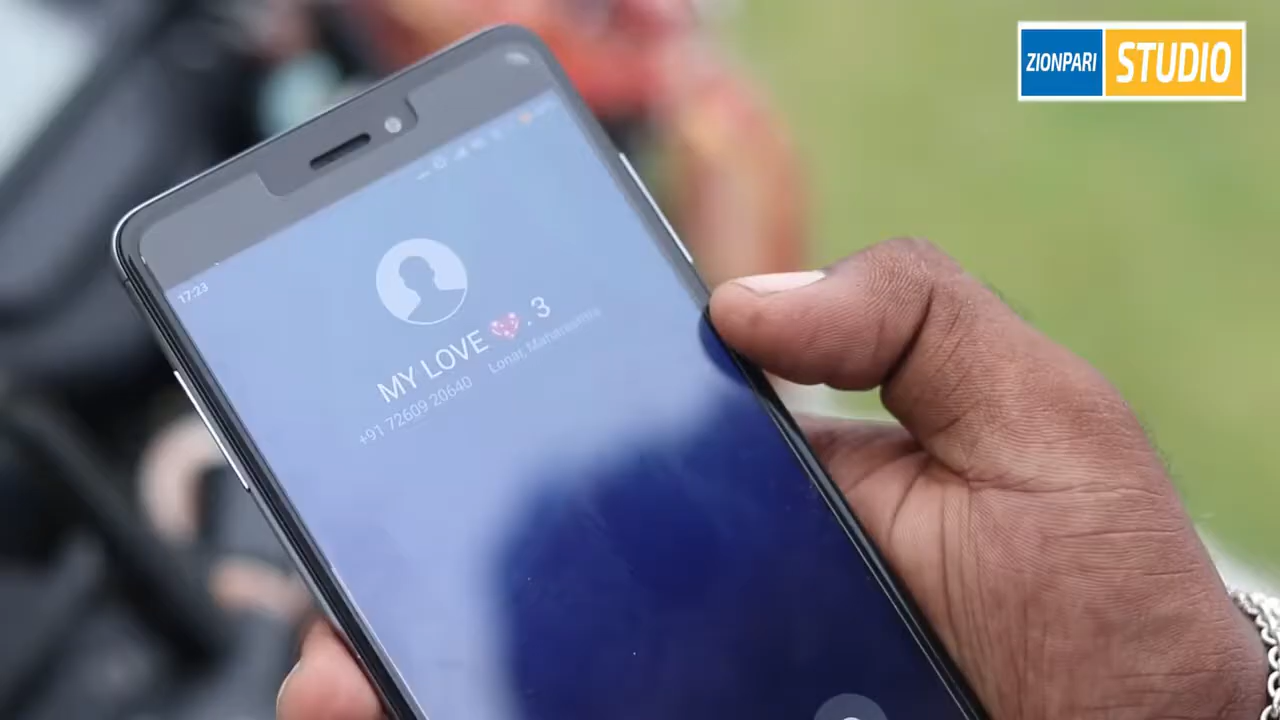 ZIONPARI STUDIO
17:23
MY LOVE 💖 . 3
+91 72609 20640 Lonar, Maharashtra